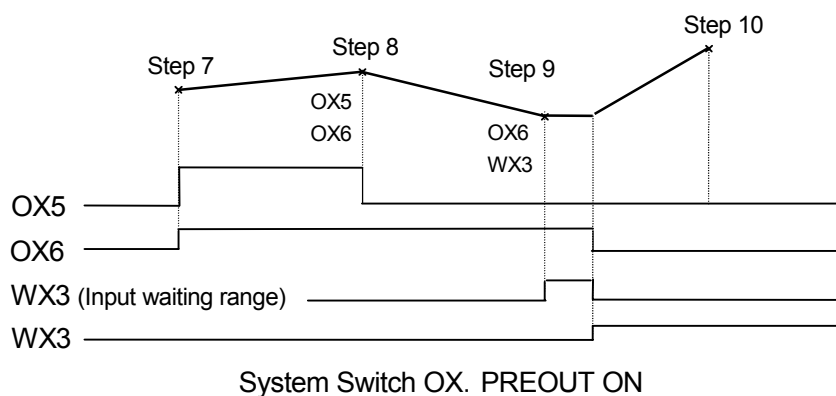 Step 7
Step 8
Step 9
Step 10
OX5
OX6
OX6
WX3
OX5
OX6
WX3 (Input waiting range)
WX3
System Switch OX. PREOUT ON